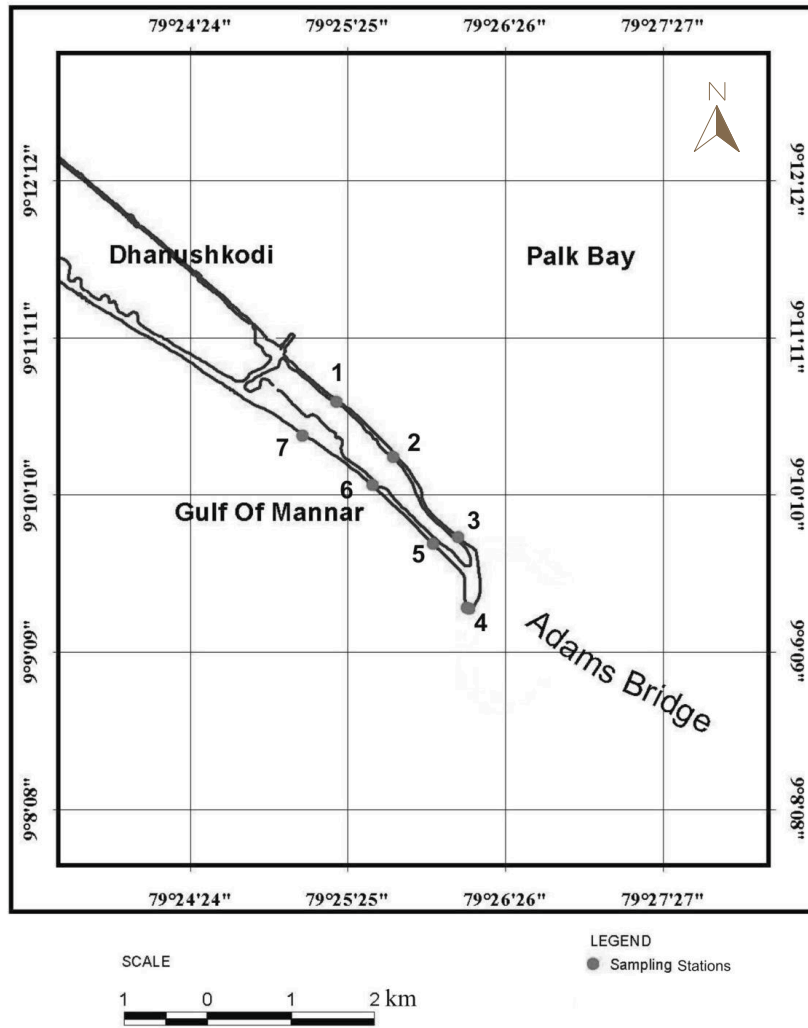 79°24'24" 79°25'25" 79°26'26" 79°27'27"
N
9°12'12" 9°12'12"
Dhanushkodi Palk Bay
9°11'11" 9°11'11"
1
2
7
6
9°10'10" 9°10'10"
Gulf Of Mannar
3
5
4
Adams Bridge
9°9'09" 9°9'09"
9°8'08" 9°8'08"
79°24'24" 79°25'25" 79°26'26" 79°27'27"
LEGEND
Sampling Stations
SCALE
1 0 1 2 km